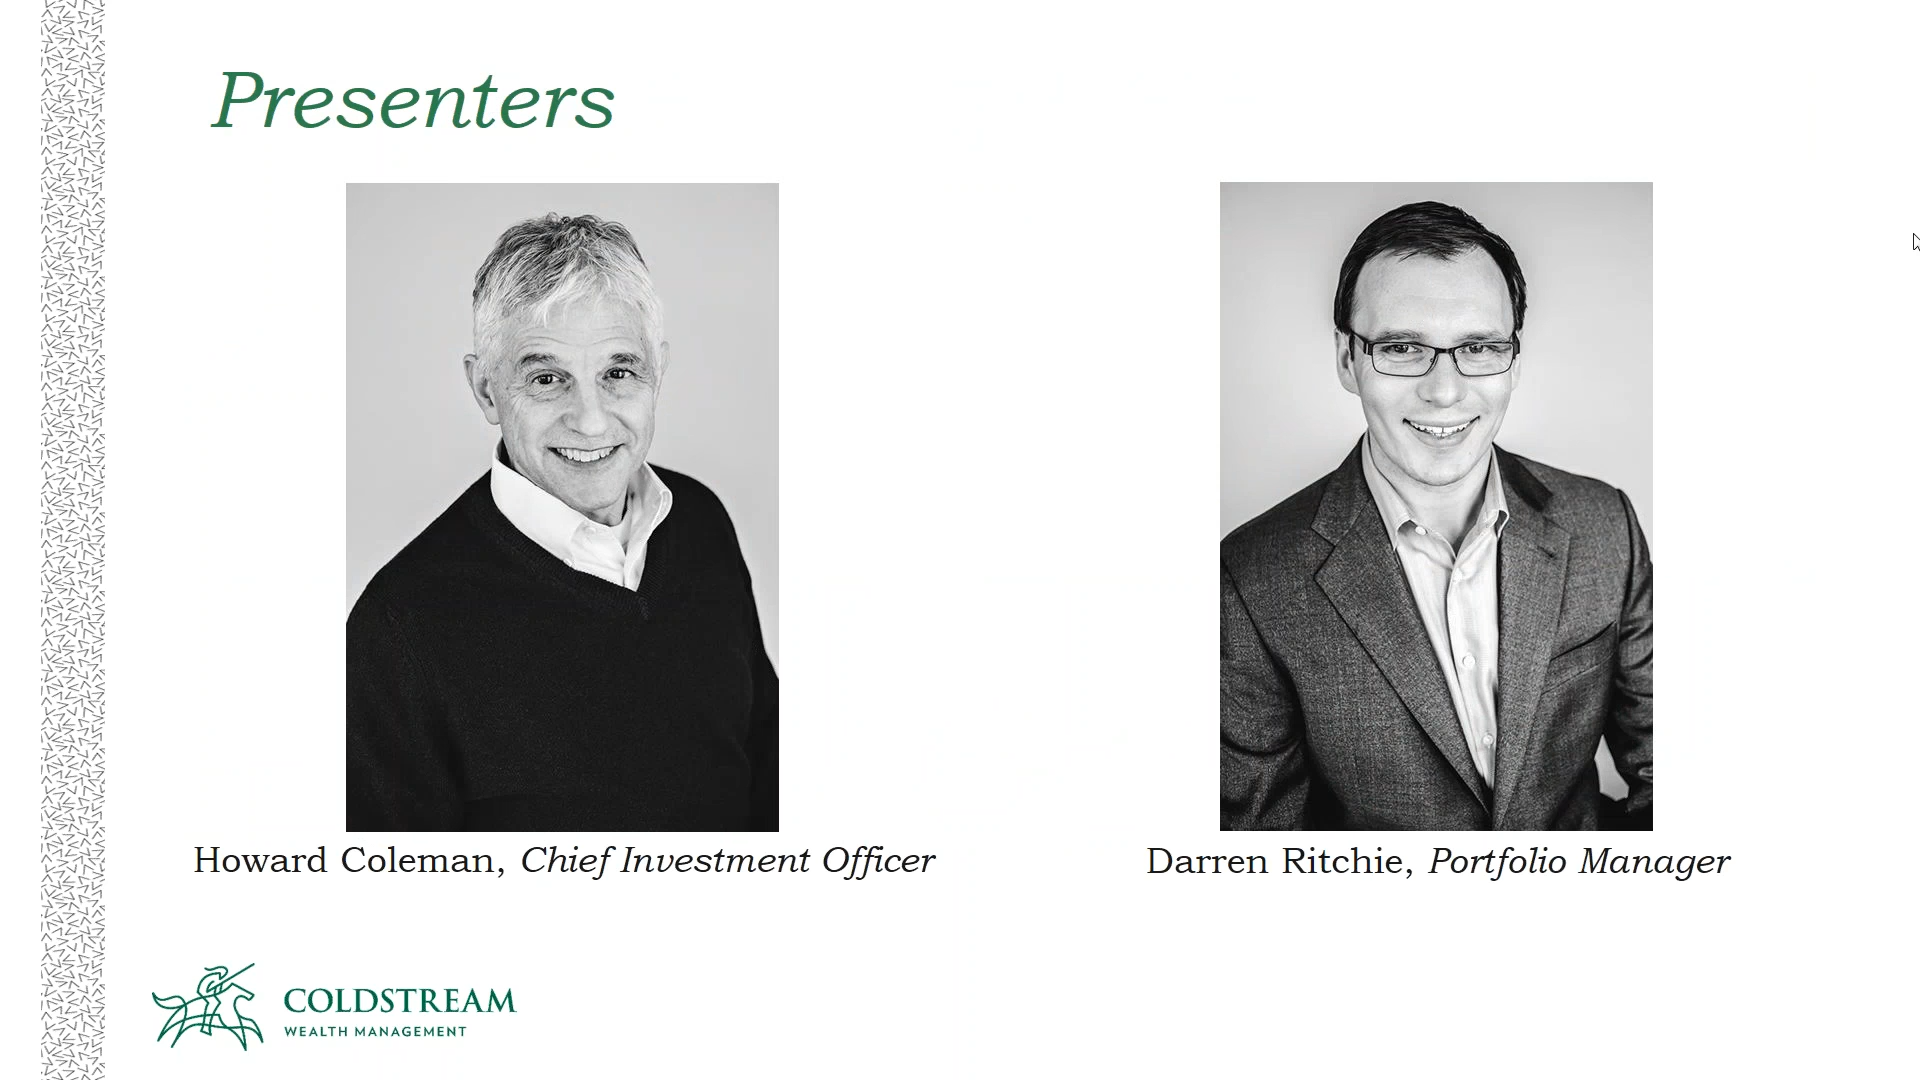 Presenters
Howard Coleman, Chief Investment Officer
Darren Ritchie, Portfolio Manager
COLDSTREAM
WEALTH MANAGEMENT